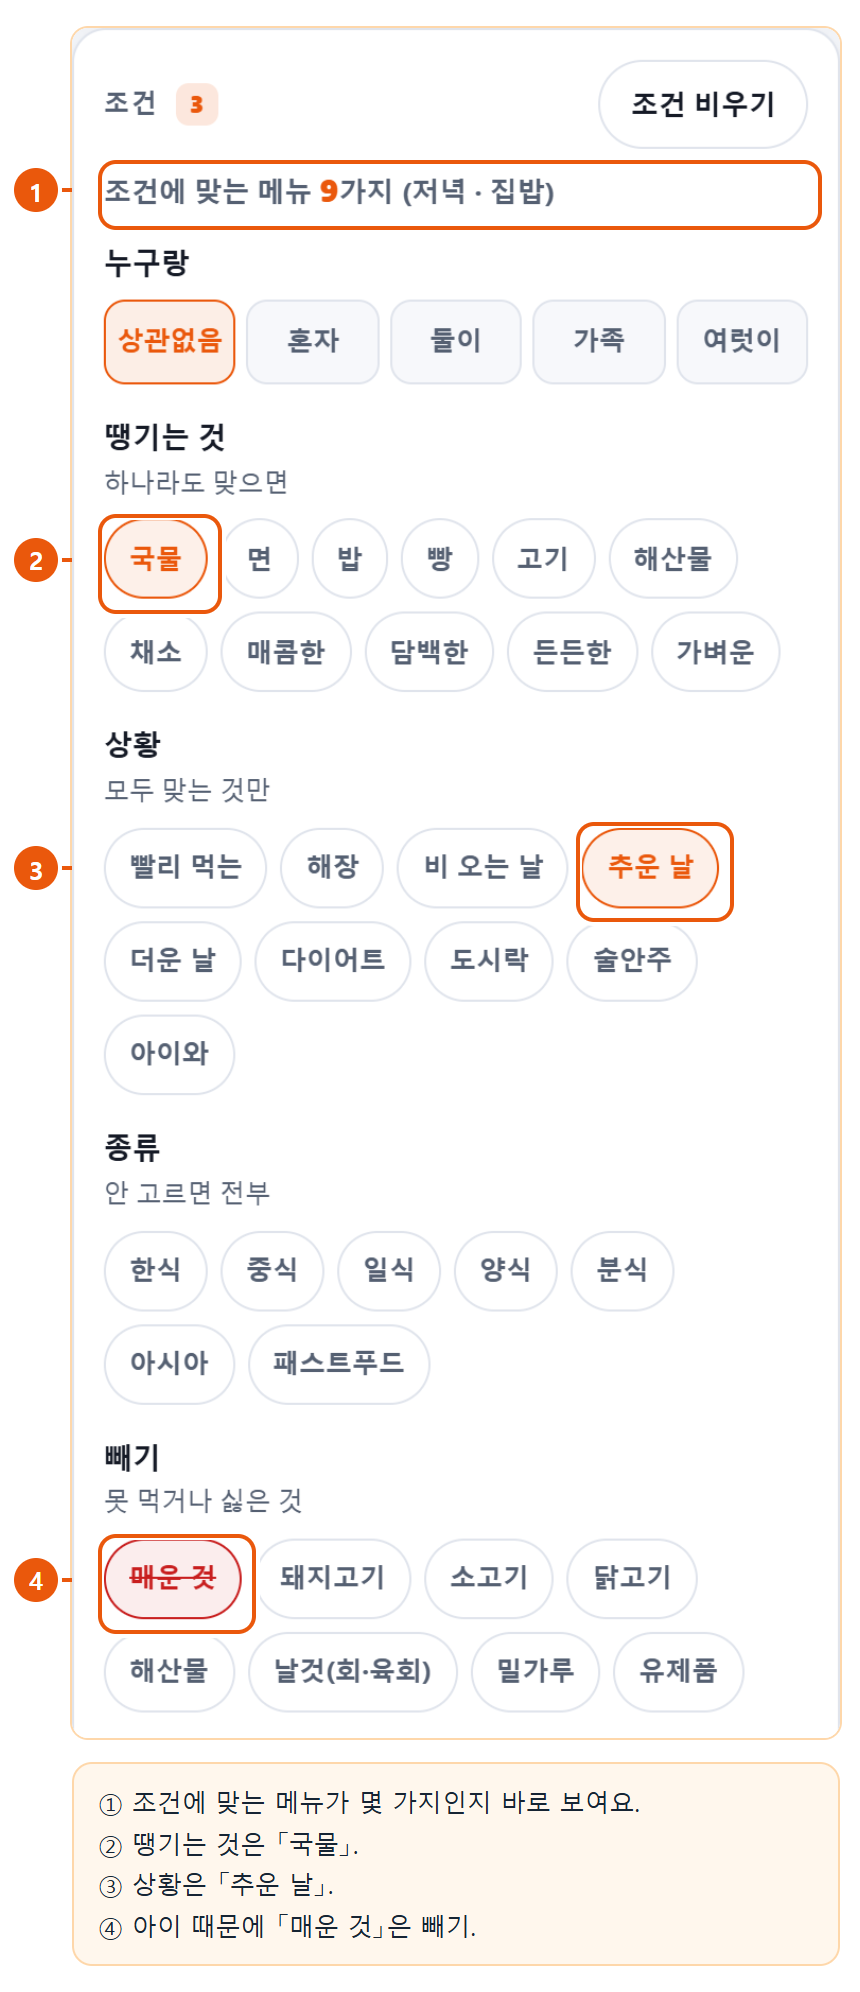 조건 3 조건 비우기
1 조건에 맞는 메뉴 9가지 (저녁 · 집밥)
누구랑
상관없음 혼자 둘이 가족 여럿이
땡기는 것
하나라도 맞으면
2 국물 면 밥 빵 고기 해산물
채소 매콤한 담백한 든든한 가벼운
상황
모두 맞는 것만
3 빨리 먹는 해장 비 오는 날 추운 날
더운 날 다이어트 도시락 술안주
아이와
종류
안 고르면 전부
한식 중식 일식 양식 분식
아시아 패스트푸드
빼기
못 먹거나 싫은 것
4 매운 것 돼지고기 소고기 닭고기
해산물 날것(회·육회) 밀가루 유제품
① 조건에 맞는 메뉴가 몇 가지인지 바로 보여요.
② 땡기는 것은 「국물」.
③ 상황은 「추운 날」.
④ 아이 때문에 「매운 것」은 빼기.